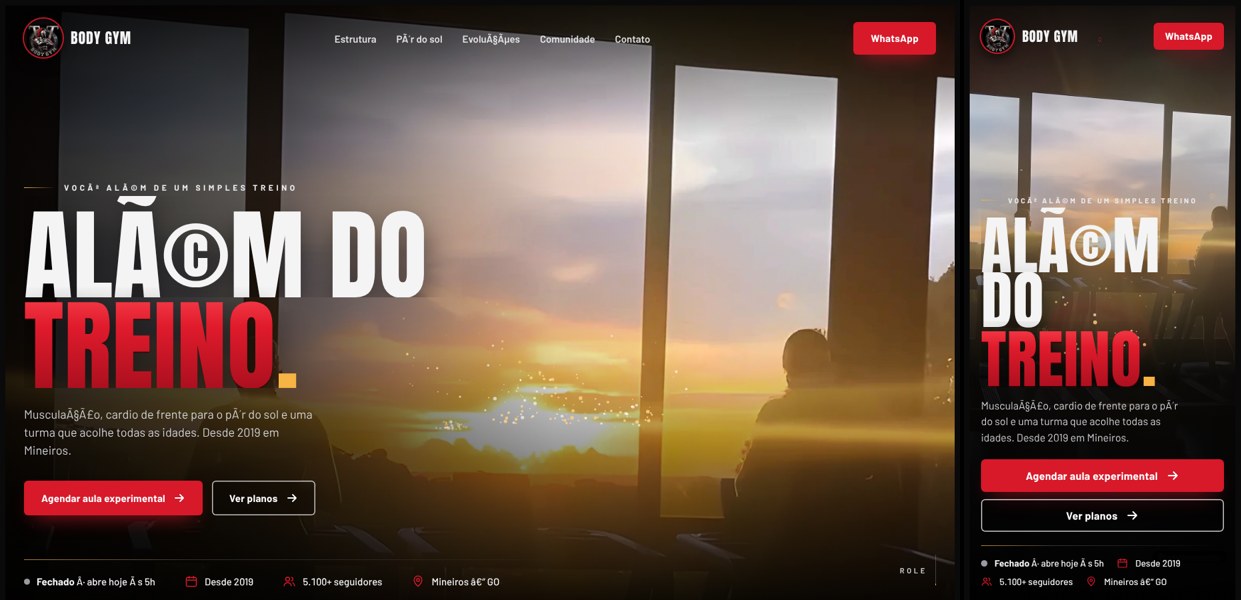 BODY GYM
Estrutura PÃ´r do sol EvoluÃ§Ãµes Comunidade Contato
WhatsApp
VOCÃª ALÃ©M DE UM SIMPLES TREINO
ALÃ©M DO
TREINO.
MusculaÃ§Ã£o, cardio de frente para o pÃ´r do sol e uma
turma que acolhe todas as idades. Desde 2019 em
Mineiros.
Agendar aula experimental →
Ver planos →
Fechado Â· abre hoje Ã s 5h Desde 2019 5.100+ seguidores Mineiros â€“ GO
ROLE
BODY GYM
WhatsApp
VOCÃª ALÃ©M DE UM SIMPLES TREINO
ALÃ©M
DO
TREINO.
MusculaÃ§Ã£o, cardio de frente para o pÃ´r
do sol e uma turma que acolhe todas as
idades. Desde 2019 em Mineiros.
Agendar aula experimental →
Ver planos →
Fechado Â· abre hoje Ã s 5h Desde 2019
5.100+ seguidores Mineiros â€“ GO